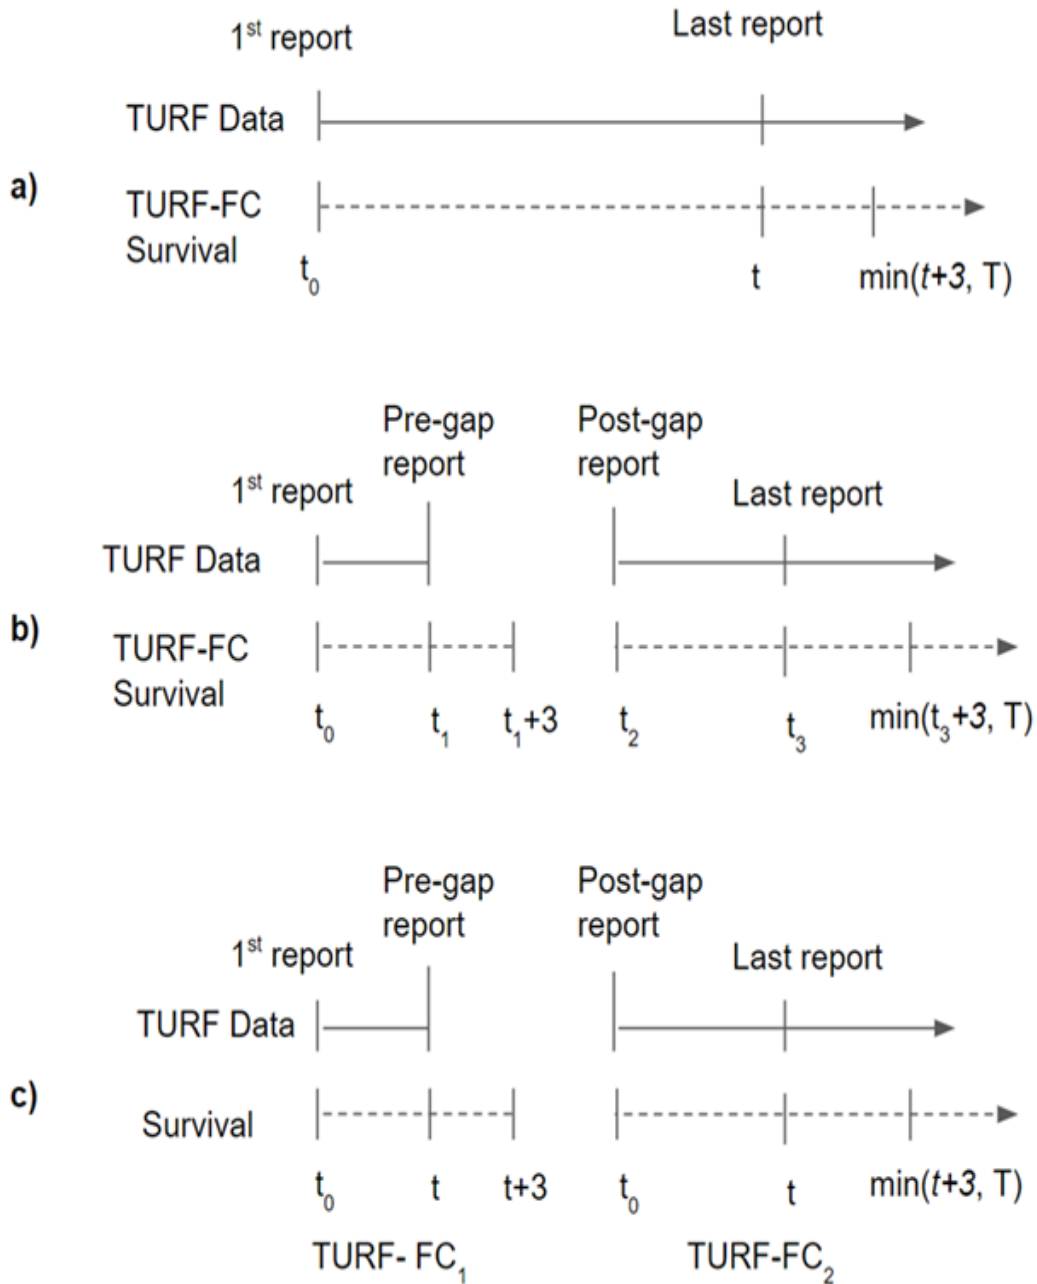 1st report
Last report
TURF Data
a)
TURF-FC
Survival
t0
t
min(t+3, T)
Pre-gap
report
Post-gap
report
1st report
Last report
TURF Data
b)
TURF-FC
Survival
t0
t1
t1+3
t2
t3
min(t3+3, T)
Pre-gap
report
Post-gap
report
1st report
Last report
TURF Data
c)
Survival
t0
t
t+3
t0
t
min(t+3, T)
TURF- FC1
TURF-FC2